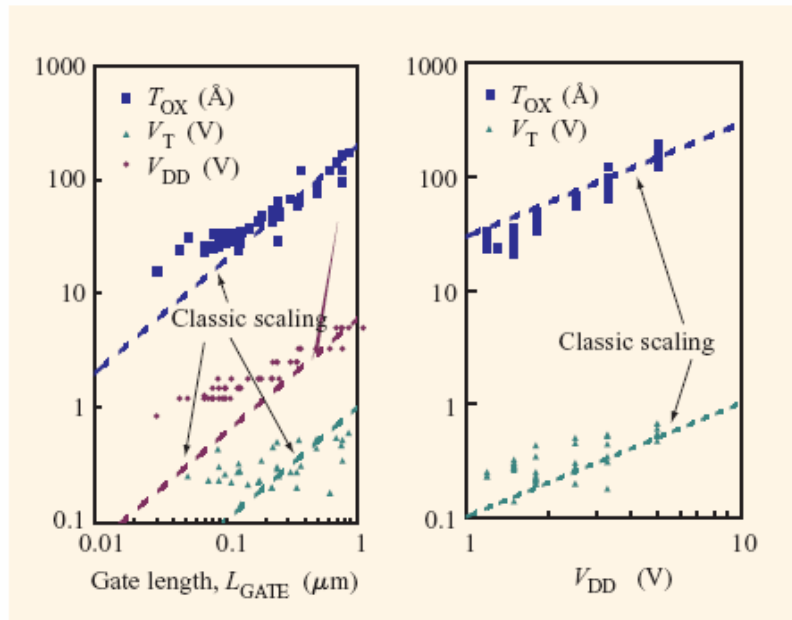 1000
100
10
1
0.1
T_OX (Å)
V_T (V)
V_DD (V)
Classic scaling
0.01 0.1 1
Gate length, L_GATE (μm)
1000
100
10
1
0.1
T_OX (Å)
V_T (V)
Classic scaling
1 10
V_DD (V)